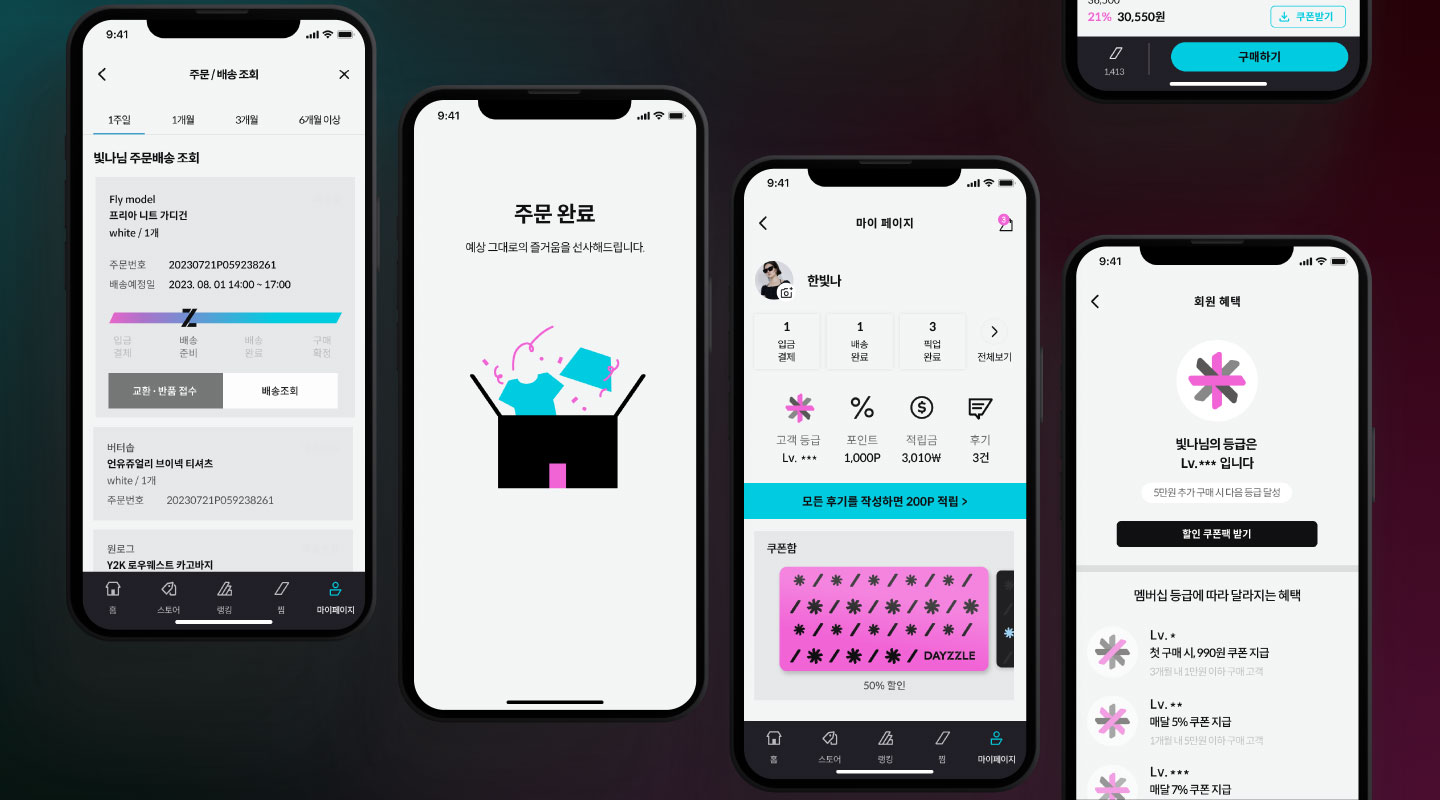 9:41
주문 / 배송 조회
1주일 1개월 3개월 6개월 이상
빛나님 주문배송 조회
Fly model
프리아 니트 가디건
white / 1개
주문번호 20230721P059238261
배송예정일 2023. 08. 01 14:00 ~ 17:00
입금 결제
배송 준비
배송 완료
구매 확정
교환 · 반품 접수 배송조회
버터솝
언유쥬얼리 브이넥 티셔츠
white / 1개
주문번호 20230721P059238261
원로그
Y2K 로우웨스트 카고바지
홈 스토어 랭킹 찜 마이페이지
9:41
주문 완료
예상 그대로의 즐거움을 선사해드립니다.
9:41
마이 페이지
3
한빛나
1 입금 결제
1 배송 완료
3 픽업 완료
전체보기
고객 등급 포인트 적립금 후기
Lv. *** 1,000P 3,010₩ 3건
모든 후기를 작성하면 200P 적립 >
쿠폰함
DAYZZLE
50% 할인
홈 스토어 랭킹 찜 마이페이지
21% 30,550원
쿠폰받기
1,413
구매하기
9:41
회원 혜택
빛나님의 등급은
Lv.*** 입니다
5만원 추가 구매 시 다음 등급 달성
할인 쿠폰팩 받기
멤버십 등급에 따라 달라지는 혜택
Lv. *
첫 구매 시, 990원 쿠폰 지급
3개월 내 1만원 이하 구매 고객
Lv. **
매달 5% 쿠폰 지급
1개월 내 5만원 이하 구매 고객
Lv. ***
매달 7% 쿠폰 지급